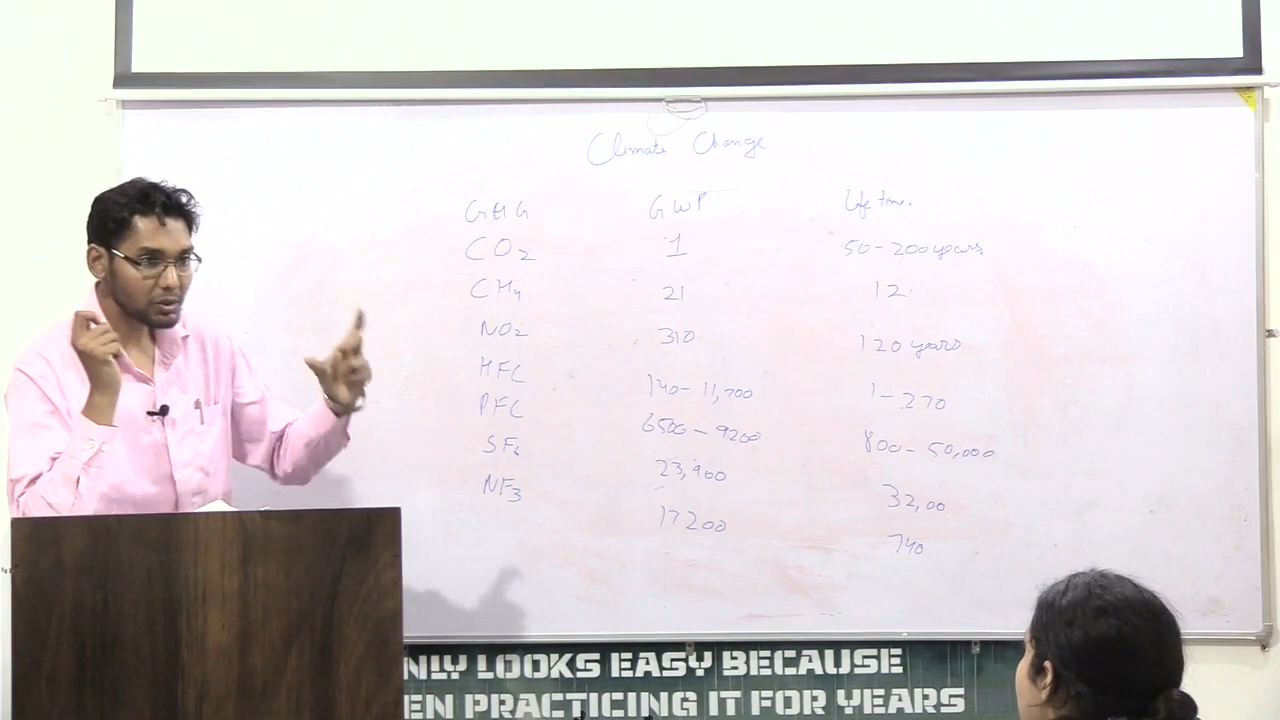 Climate Change
GHG GWP Life time.
CO2 1 50-200 years.
CH4 21 12
NO2 310 120 years
HFC 140-11,700 1-270
PFC 6500-9200 800-50,000
SF6 23,900 32,00
NF3 17200 740
NLY LOOKS EASY BECAUSE
EN PRACTICING IT FOR YEARS